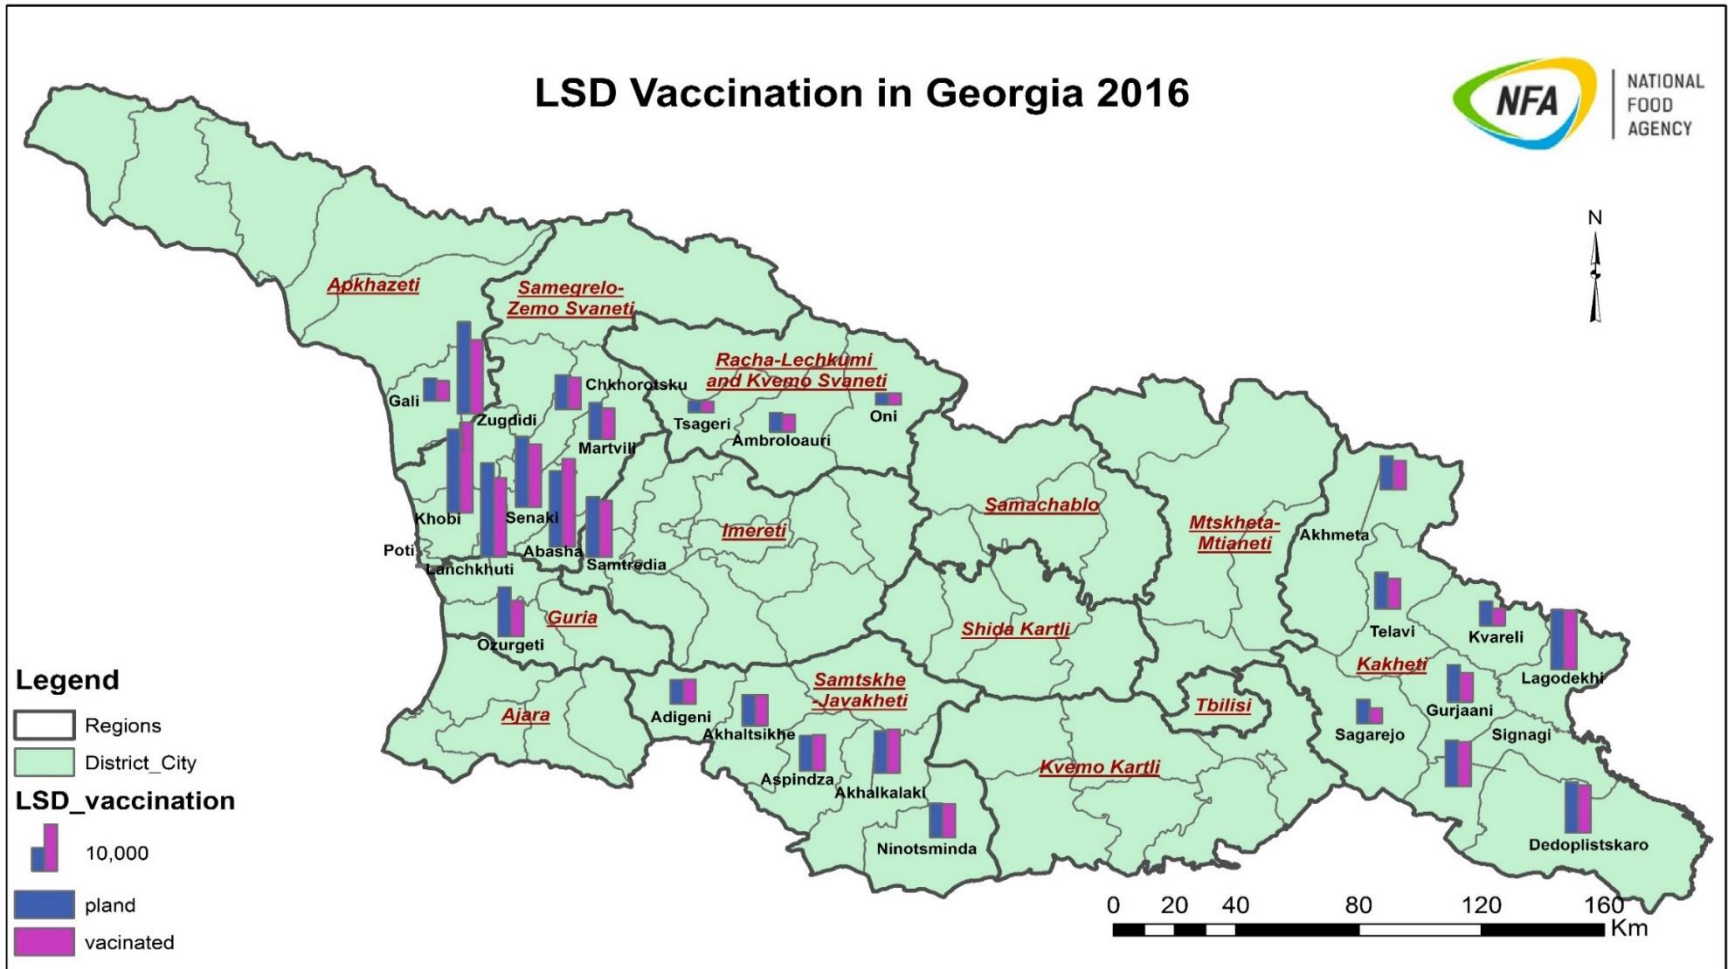 LSD Vaccination in Georgia 2016
NFA
NATIONAL
FOOD
AGENCY
N
Apkhazeti
Samegrelo-
Zemo Svaneti
Racha-Lechkumi
and Kvemo Svaneti
Chkhorotsku
Gali
Zugdidi
Tsageri
Ambroloauri
Oni
Martvili
Khobi
Senaki
Imereti
Samachablo
Mtskheta-
Mtianeti
Akhmeta
Poti
Abasha
Lanchkhuti
Samtredia
Guria
Ozurgeti
Shida Kartli
Telavi
Kvareli
Kakheti
Lagodekhi
Samtskhe
-Javakheti
Ajara
Adigeni
Akhaltsikhe
Tbilisi
Gurjaani
Sagarejo
Signagi
Aspindza
Akhalkalaki
Kvemo Kartli
Ninotsminda
Dedoplistskaro
Legend
Regions
District_City
LSD_vaccination
10,000
pland
vacinated
0 20 40 80 120 160
Km